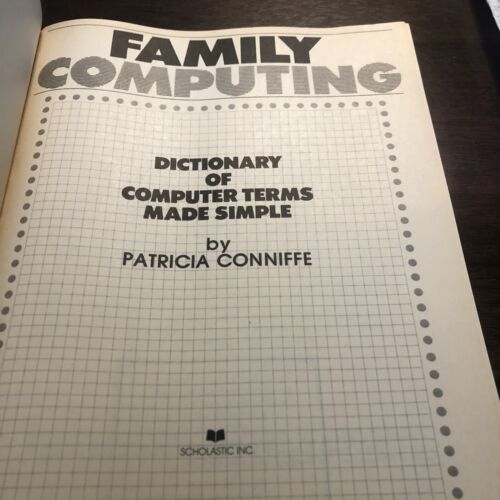 FAMILY
COMPUTING
DICTIONARY
OF
COMPUTER TERMS
MADE SIMPLE
by
PATRICIA CONNIFFE
SCHOLASTIC INC.